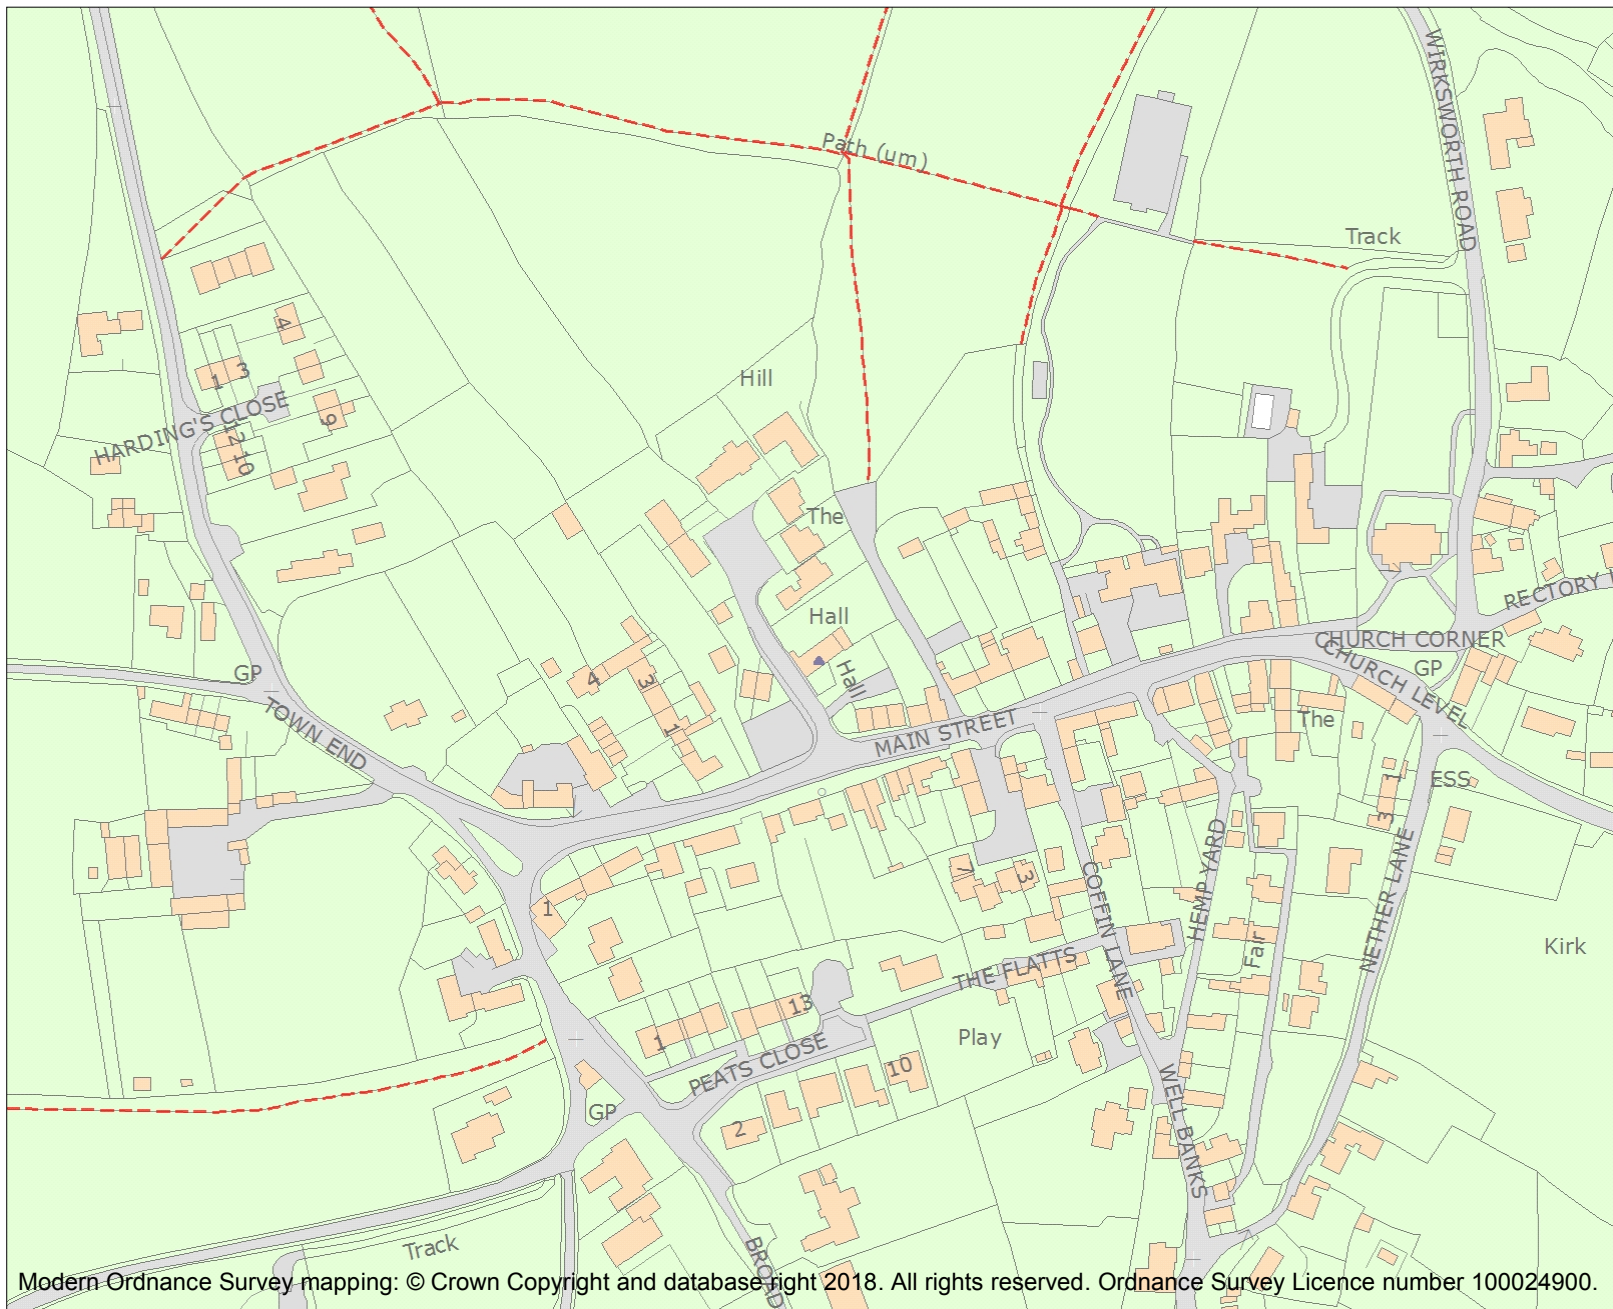 WIRKSWORTH ROAD
Path (um)
Track
4
3
1
HARDING'S CLOSE
9
12
10
Hill
The
Hall
Hall
CHURCH CORNER
RECTORY
GP
CHURCH LEVEL
GP
TOWN END
4
3
1
MAIN STREET
The
ESS
1
3
COFFIN LANE
HEMP YARD
NETHER LANE
7
3
1
Fair
Kirk
THE FLATTS
13
1
Play
PEATS CLOSE
10
2
GP
WELL BANKS
Track
BROAD
Modern Ordnance Survey mapping: © Crown Copyright and database right 2018. All rights reserved. Ordnance Survey Licence number 100024900.